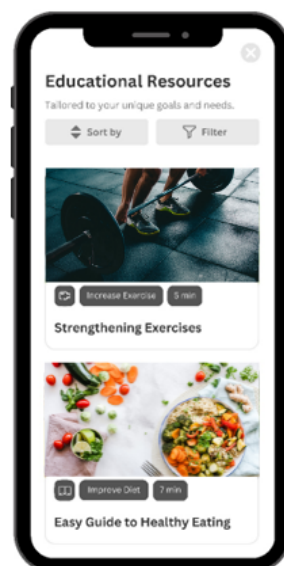 Educational Resources
Tailored to your unique goals and needs.
Sort by Filter
Increase Exercise 5 min
Strengthening Exercises
Improve Diet 7 min
Easy Guide to Healthy Eating